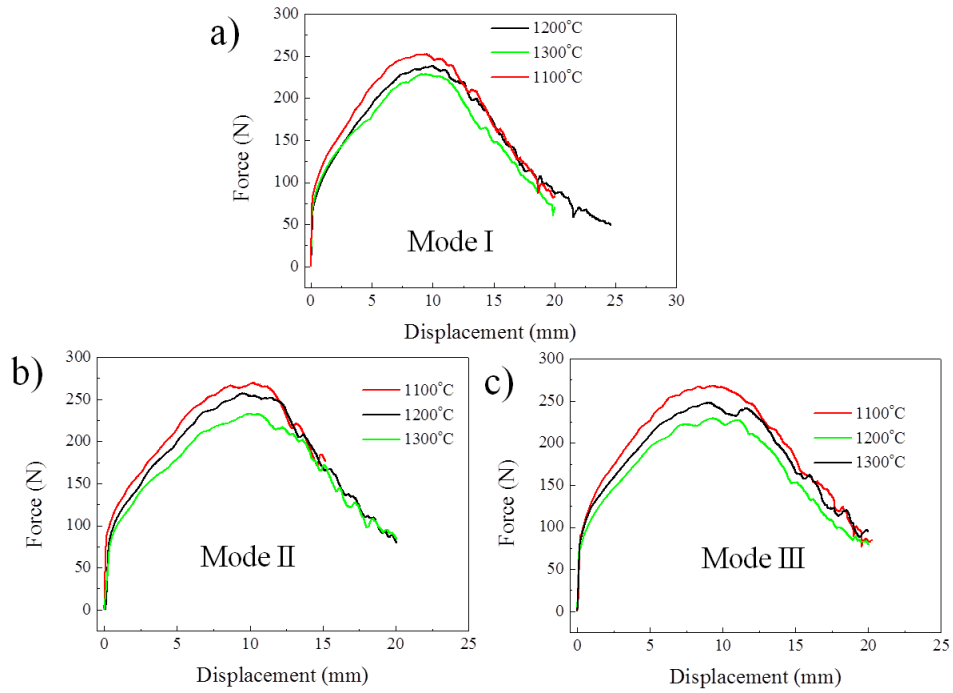 a)
300
250
200
150
100
50
0
Force (N)
1200°C
1300°C
1100°C
Mode I
0 5 10 15 20 25 30
Displacement (mm)
b)
300
250
200
150
100
50
0
Force (N)
1100°C
1200°C
1300°C
Mode II
0 5 10 15 20 25
Displacement (mm)
c)
300
250
200
150
100
50
0
Force (N)
1100°C
1200°C
1300°C
Mode III
0 5 10 15 20 25
Displacement (mm)